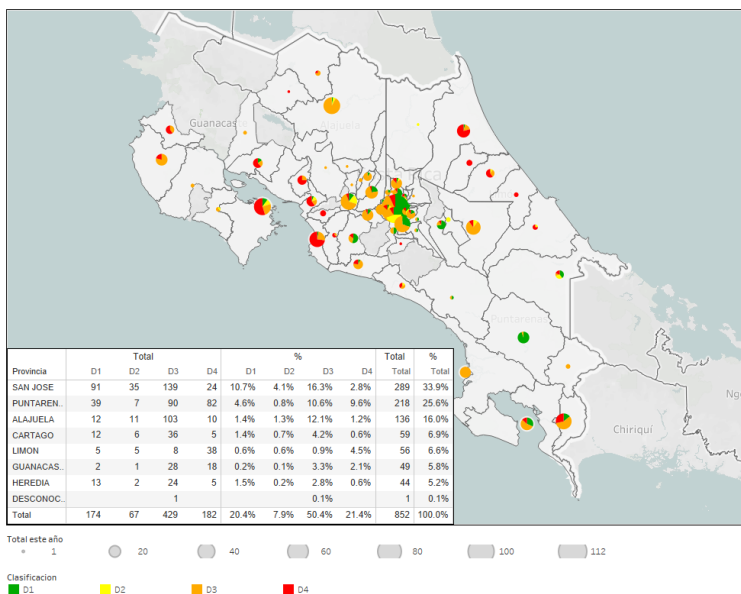 Guanacaste
Alajuela
Rica
Puntarenas
Chiriquí
Ng
Total % Total %
Provincia D1 D2 D3 D4 D1 D2 D3 D4 Total Total
SAN JOSE 91 35 139 24 10.7% 4.1% 16.3% 2.8% 289 33.9%
PUNTAREN.. 39 7 90 82 4.6% 0.8% 10.6% 9.6% 218 25.6%
ALAJUELA 12 11 103 10 1.4% 1.3% 12.1% 1.2% 136 16.0%
CARTAGO 12 6 36 5 1.4% 0.7% 4.2% 0.6% 59 6.9%
LIMON 5 5 8 38 0.6% 0.6% 0.9% 4.5% 56 6.6%
GUANACAS.. 2 1 28 18 0.2% 0.1% 3.3% 2.1% 49 5.8%
HEREDIA 13 2 24 5 1.5% 0.2% 2.8% 0.6% 44 5.2%
DESCONOC.. 1 0.1% 1 0.1%
Total 174 67 429 182 20.4% 7.9% 50.4% 21.4% 852 100.0%
Total este año
1 20 40 60 80 100 112
Clasificacion
D1 D2 D3 D4